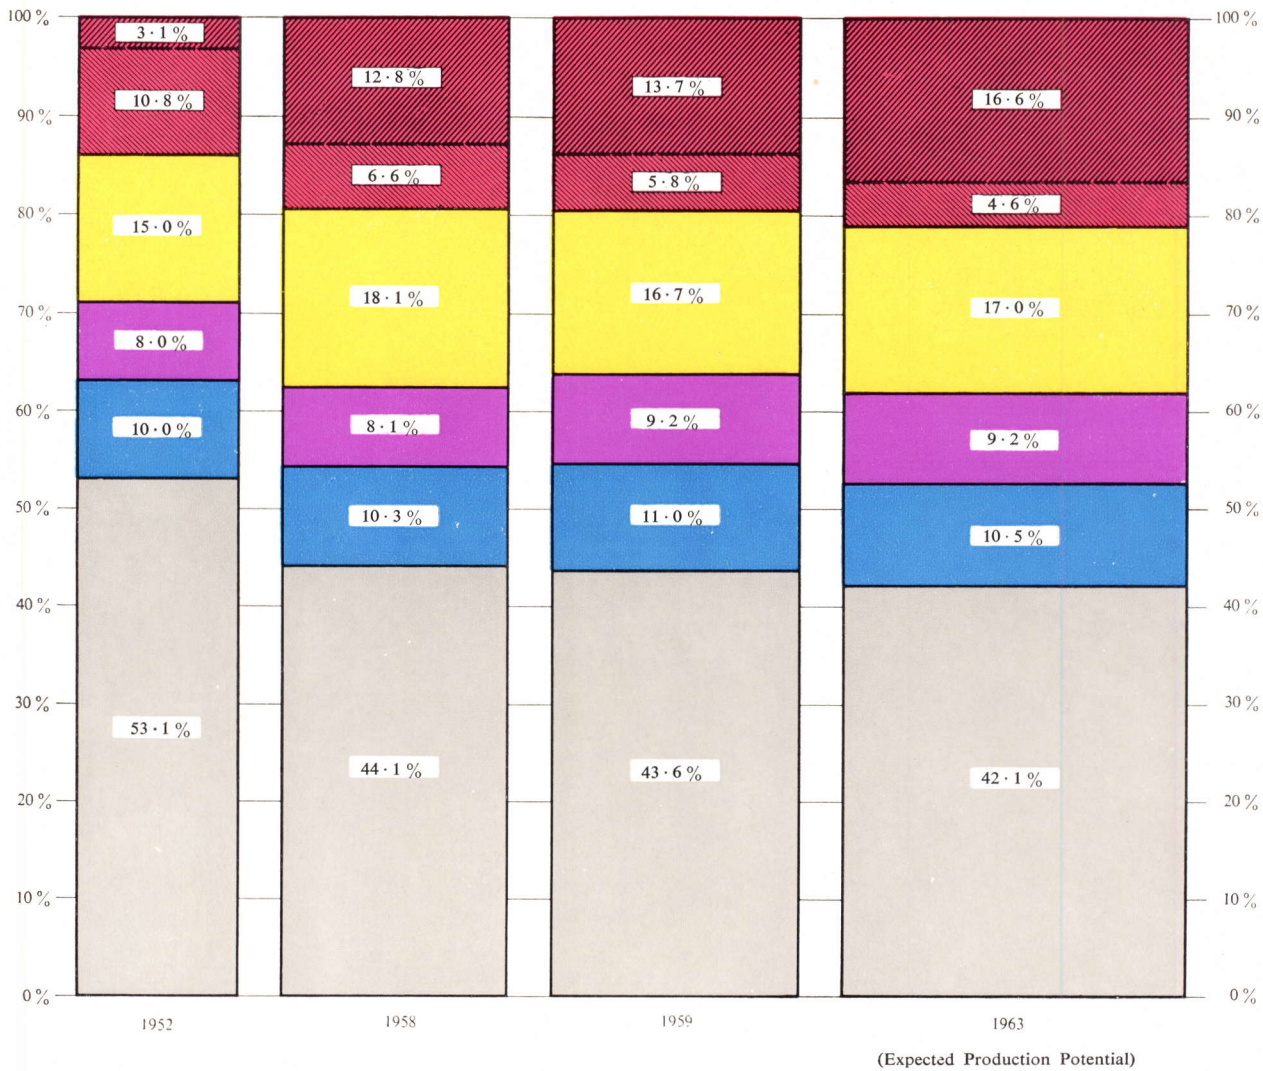 100 % 100 %
3·1 %
12·8 %
13·7 %
16·6 %
10·8 %
90 % 90 %
6·6 %
5·8 %
4·6 %
80 % 80 %
15·0 %
18·1 %
16·7 %
17·0 %
70 % 70 %
8·0 %
8·1 %
9·2 %
9·2 %
60 % 60 %
10·0 %
10·3 %
11·0 %
10·5 %
50 % 50 %
40 % 40 %
30 % 30 %
53·1 %
44·1 %
43·6 %
42·1 %
20 % 20 %
10 % 10 %
0 % 0 %
1952 1958 1959 1963
(Expected Production Potential)